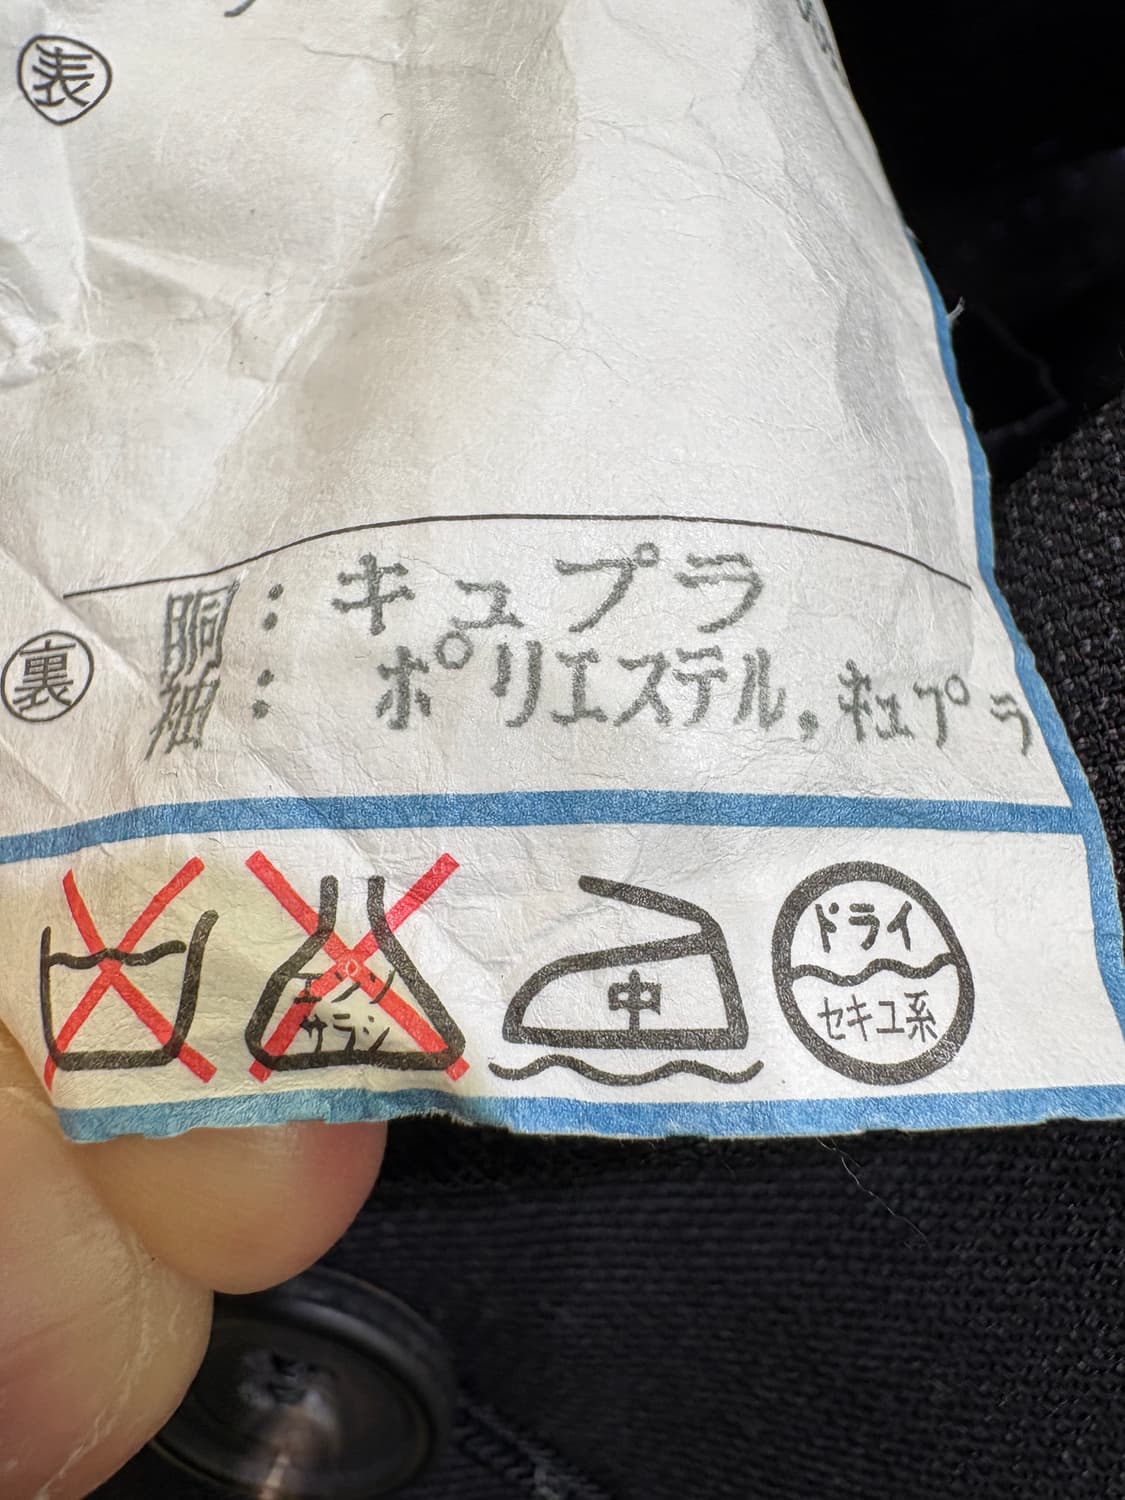 表
裏
胴:キュプラ
袖:ポリエステル,キュプラ
エンソ
サラシ
中
ドライ
セキユ系